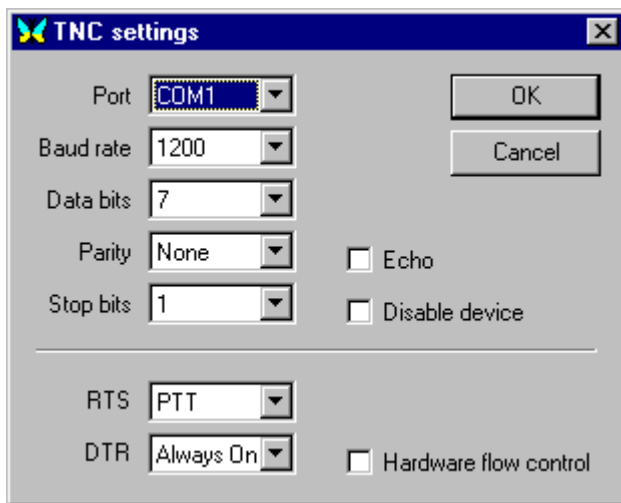 TNC settings
Port COM1 OK
Baud rate 1200 Cancel
Data bits 7
Parity None Echo
Stop bits 1 Disable device
RTS PTT
DTR Always On Hardware flow control